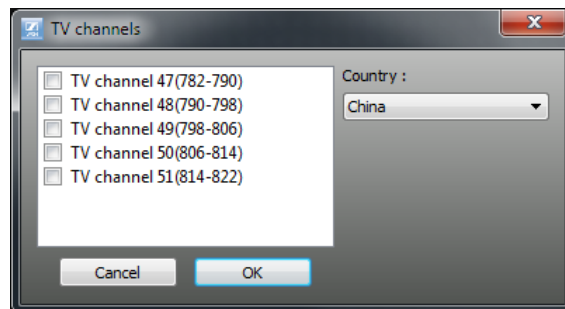 TV channels
TV channel 47(782-790)
TV channel 48(790-798)
TV channel 49(798-806)
TV channel 50(806-814)
TV channel 51(814-822)
Country :
China
Cancel
OK